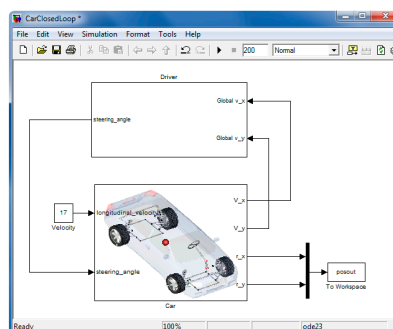 CarClosedLoop *
File Edit View Simulation Format Tools Help
200 Normal
Driver
Global v_x
steering_angle
Global v_y
17
Velocity
longitudinal_velocity
V_x
V_y
steering_angle
r_x
r_y
Car
posout
To Workspace
Ready 100% ode23